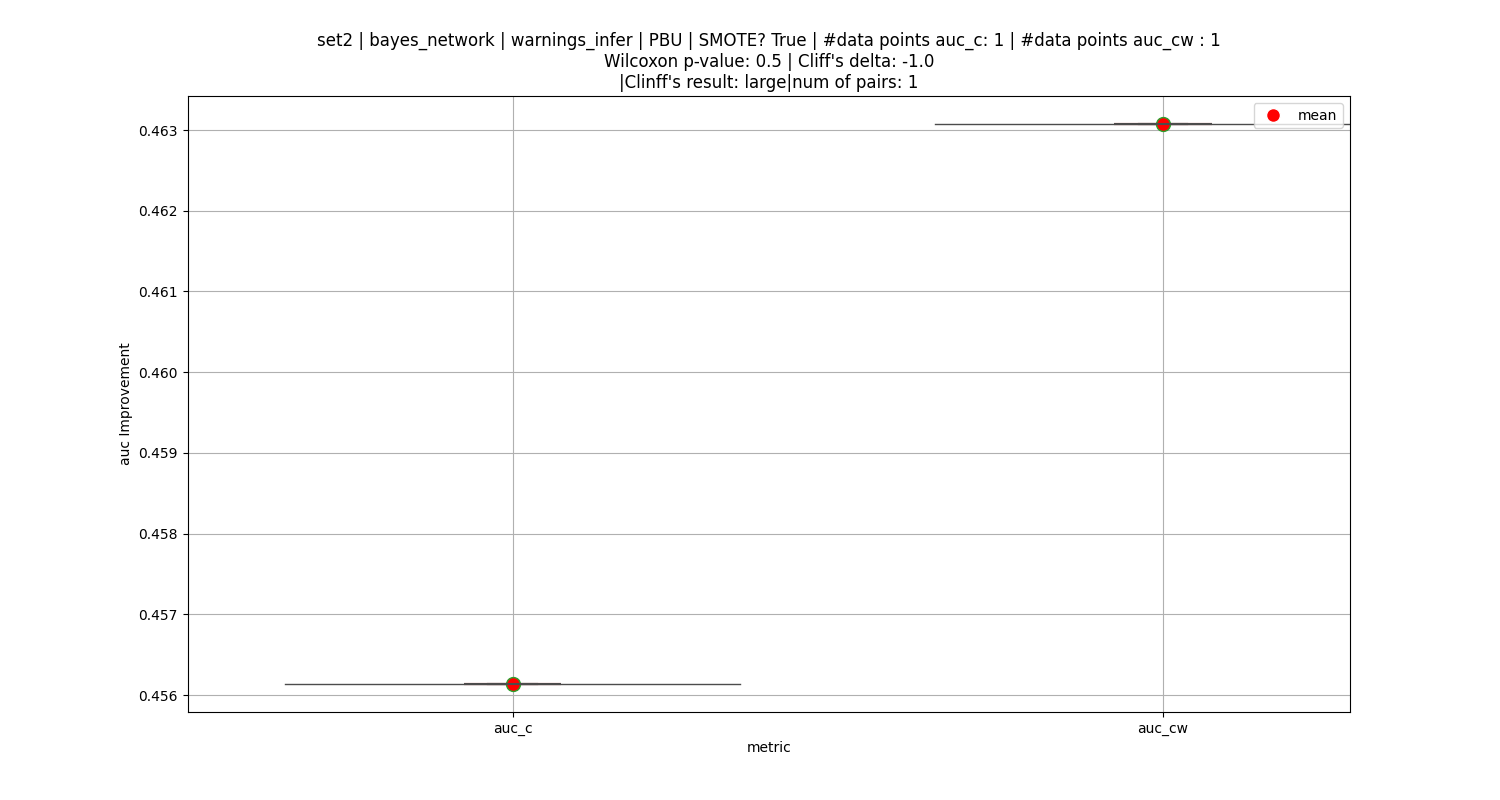 set2 | bayes_network | warnings_infer | PBU | SMOTE? True | #data points auc_c: 1 | #data points auc_cw : 1
Wilcoxon p-value: 0.5 | Cliff's delta: -1.0
|Clinff's result: large|num of pairs: 1
mean
0.463
0.462
0.461
0.460
0.459
0.458
0.457
0.456
auc Improvement
auc_c
auc_cw
metric